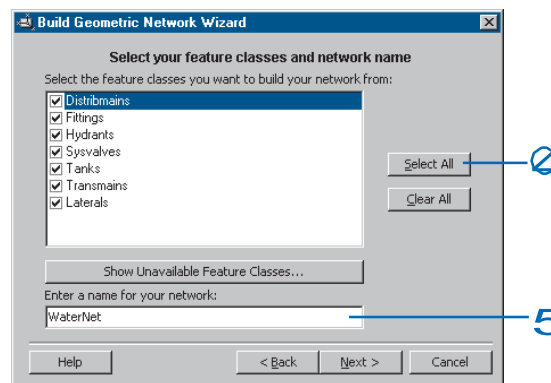 Build Geometric Network Wizard
Select your feature classes and network name
Select the feature classes you want to build your network from:
Distribmains
Fittings
Hydrants
Sysvalves
Tanks
Transmains
Laterals
Select All
Clear All
Show Unavailable Feature Classes...
Enter a name for your network:
WaterNet
5
Help
< Back
Next >
Cancel